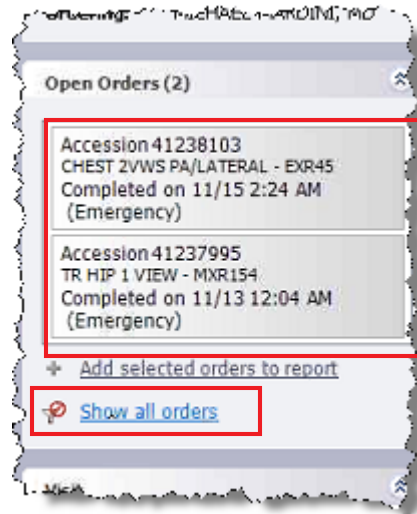 Open Orders (2)
Accession 41238103
CHEST 2VWS PA/LATERAL - EXR45
Completed on 11/15 2:24 AM
(Emergency)
Accession 41237995
TR HIP 1 VIEW - MXR154
Completed on 11/13 12:04 AM
(Emergency)
Add selected orders to report
Show all orders